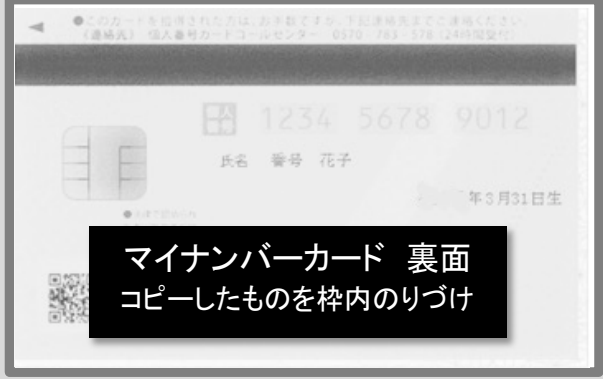 ●このカードを拾得された方は、お手数ですが、下記連絡先までご連絡ください。
《連絡先》 個人番号カードコールセンター 0570-783-578 (24時間受付)
1234 5678 9012
氏名 番号 花子
年3月31日生
マイナンバーカード 裏面
コピーしたものを枠内のりづけ